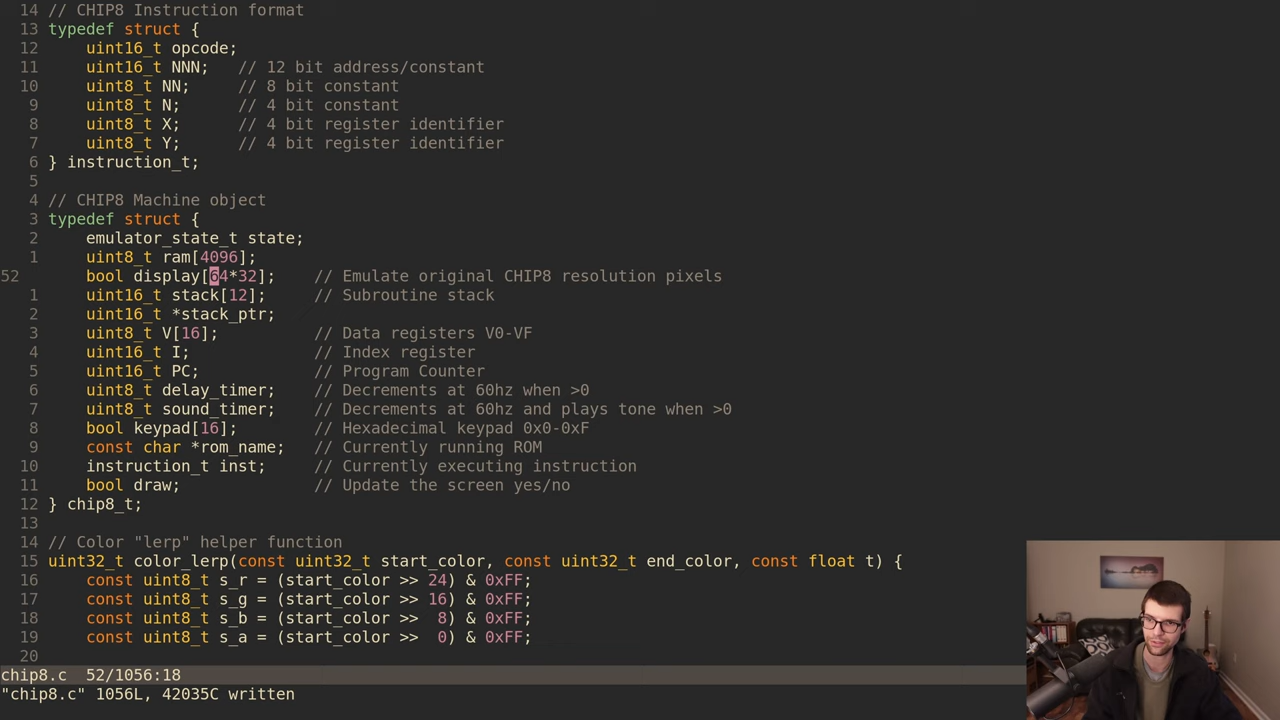 14 // CHIP8 Instruction format
13 typedef struct {
12     uint16_t opcode;
11     uint16_t NNN;   // 12 bit address/constant
10     uint8_t NN;     // 8 bit constant
9     uint8_t N;      // 4 bit constant
8     uint8_t X;      // 4 bit register identifier
7     uint8_t Y;      // 4 bit register identifier
6 } instruction_t;
5
4 // CHIP8 Machine object
3 typedef struct {
2     emulator_state_t state;
1     uint8_t ram[4096];
52     bool display[64*32];    // Emulate original CHIP8 resolution pixels
1     uint16_t stack[12];     // Subroutine stack
2     uint16_t *stack_ptr;
3     uint8_t V[16];          // Data registers V0-VF
4     uint16_t I;             // Index register
5     uint16_t PC;            // Program Counter
6     uint8_t delay_timer;    // Decrements at 60hz when >0
7     uint8_t sound_timer;    // Decrements at 60hz and plays tone when >0
8     bool keypad[16];        // Hexadecimal keypad 0x0-0xF
9     const char *rom_name;   // Currently running ROM
10     instruction_t inst;     // Currently executing instruction
11     bool draw;              // Update the screen yes/no
12 } chip8_t;
13
14 // Color "lerp" helper function
15 uint32_t color_lerp(const uint32_t start_color, const uint32_t end_color, const float t) {
16     const uint8_t s_r = (start_color >> 24) & 0xFF;
17     const uint8_t s_g = (start_color >> 16) & 0xFF;
18     const uint8_t s_b = (start_color >>  8) & 0xFF;
19     const uint8_t s_a = (start_color >>  0) & 0xFF;
20
chip8.c  52/1056:18
"chip8.c" 1056L, 42035C written